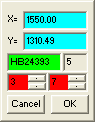 X= 1550.00
Y= 1310.49
HB24393 5
3 7
Cancel OK